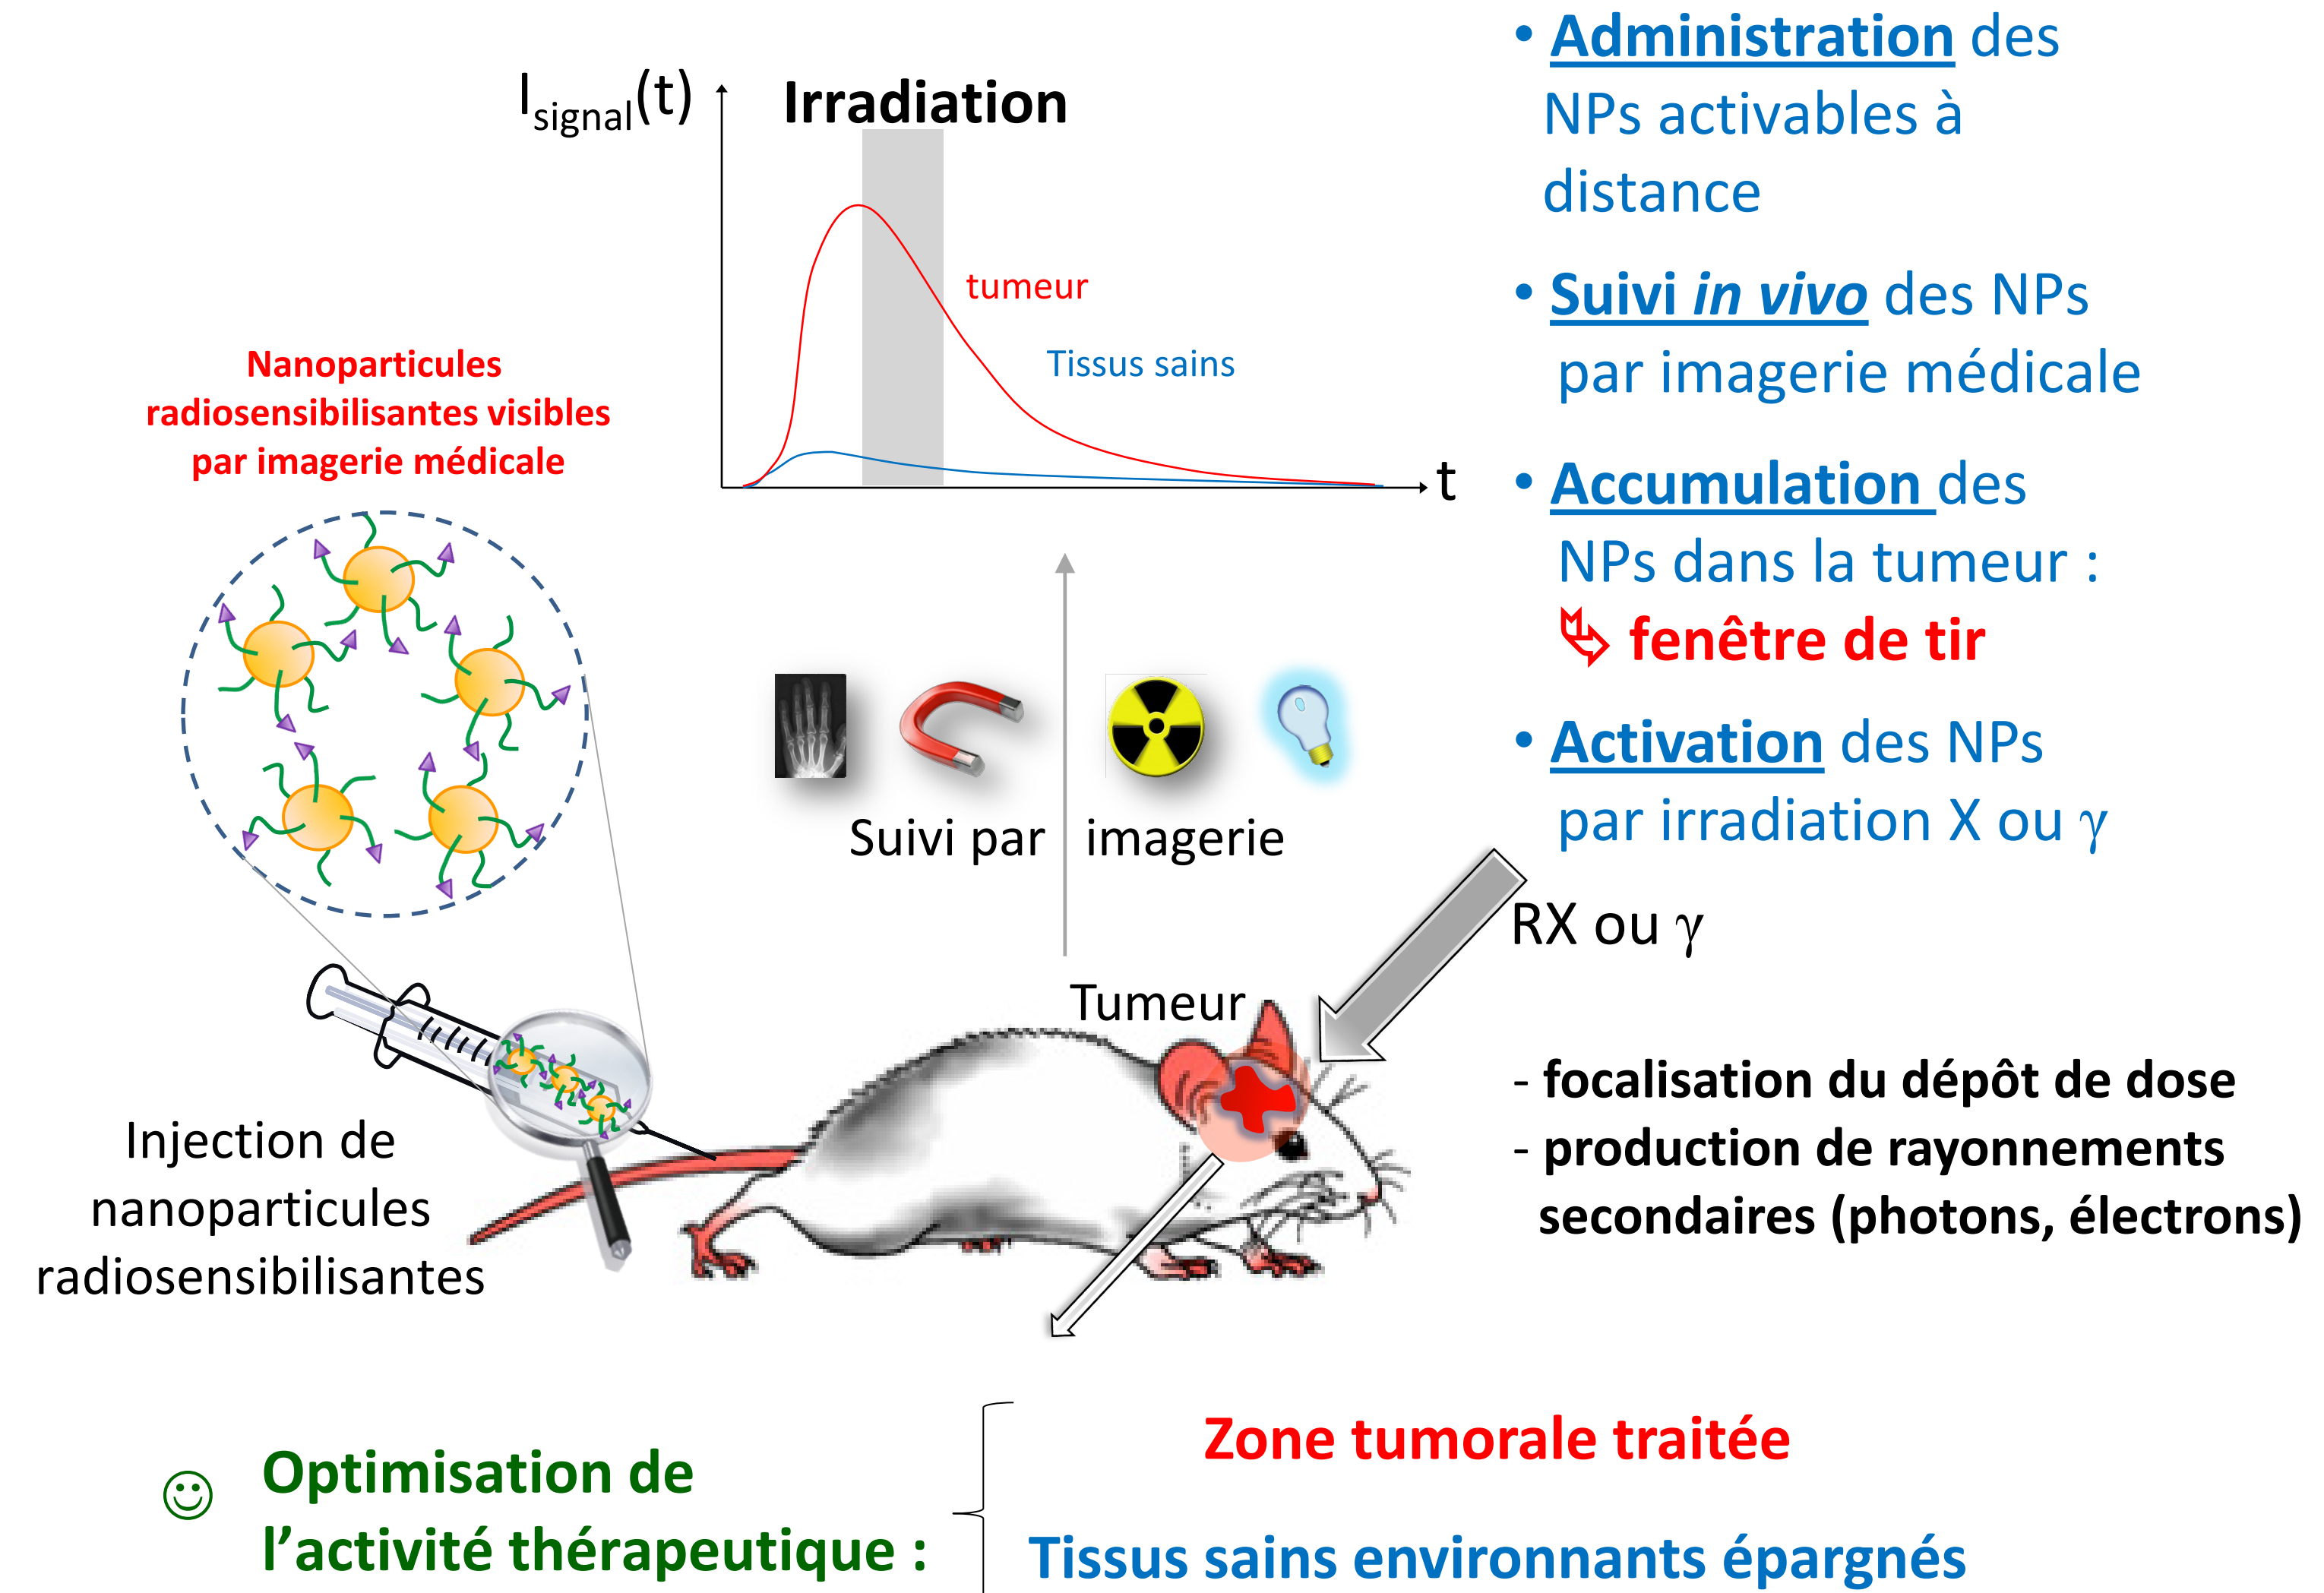 I_signal(t)
Irradiation
tumeur
Tissus sains
t
Nanoparticules
radiosensibilisantes visibles
par imagerie médicale
Suivi par imagerie
Tumeur
Injection de
nanoparticules
radiosensibilisantes
• Administration des
NPs activables à
distance
• Suivi in vivo des NPs
par imagerie médicale
• Accumulation des
NPs dans la tumeur :
fenêtre de tir
• Activation des NPs
par irradiation X ou γ
RX ou γ
- focalisation du dépôt de dose
- production de rayonnements
secondaires (photons, électrons)
Optimisation de
l’activité thérapeutique :
Zone tumorale traitée
Tissus sains environnants épargnés